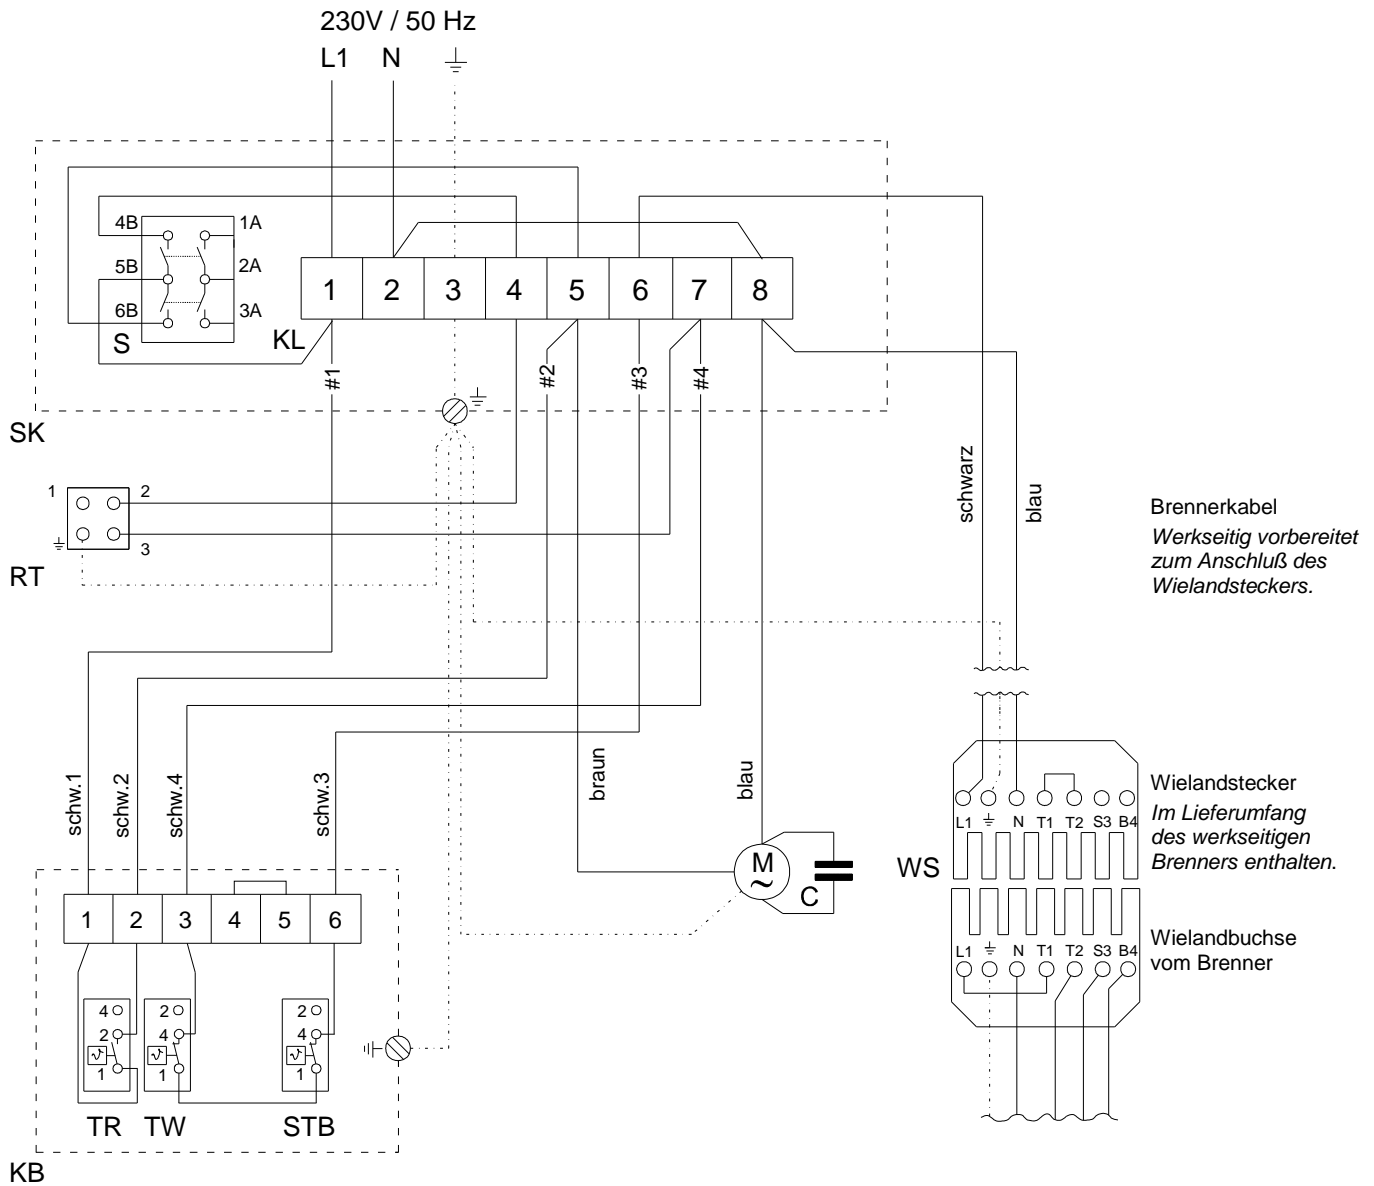 230V / 50 Hz
L1 N
4B 1A
5B 2A
6B 3A
S
KL
1 2 3 4 5 6 7 8
#1 #2 #3 #4
SK
1 2
3
RT
schwarz
blau
Brennerkabel
Werkseitig vorbereitet
zum Anschluß des
Wielandsteckers.
schw.1
schw.2
schw.4
schw.3
braun
blau
M
~
C
WS
L1 N T1 T2 S3 B4
Wielandstecker
Im Lieferumfang
des werkseitigen
Brenners enthalten.
L1 N T1 T2 S3 B4
Wielandbuchse
vom Brenner
1 2 3 4 5 6
4 2 2
2 4 4
1 1 1
TR TW STB
KB